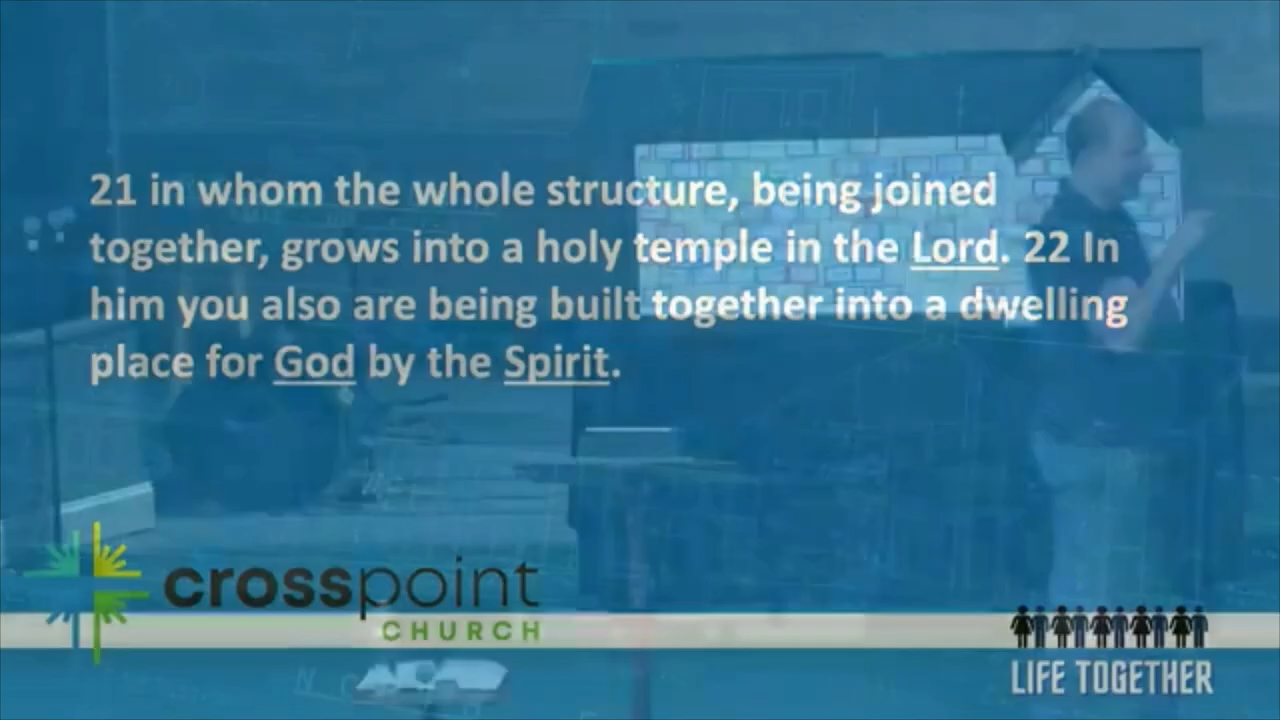 21 in whom the whole structure, being joined
together, grows into a holy temple in the Lord. 22 In
him you also are being built together into a dwelling
place for God by the Spirit.
crosspoint
CHURCH
LIFE TOGETHER